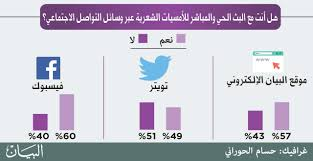 هل أنت مع البث الحي والمباشر للأمسيات الشعرية عبر وسائل التواصل الاجتماعي؟
نعم لا
موقع البيان الإلكتروني
تويتر
فيسبوك
%57 %43
%49 %51
%60 %40
غرافيك: حسام الحوراني
البيان